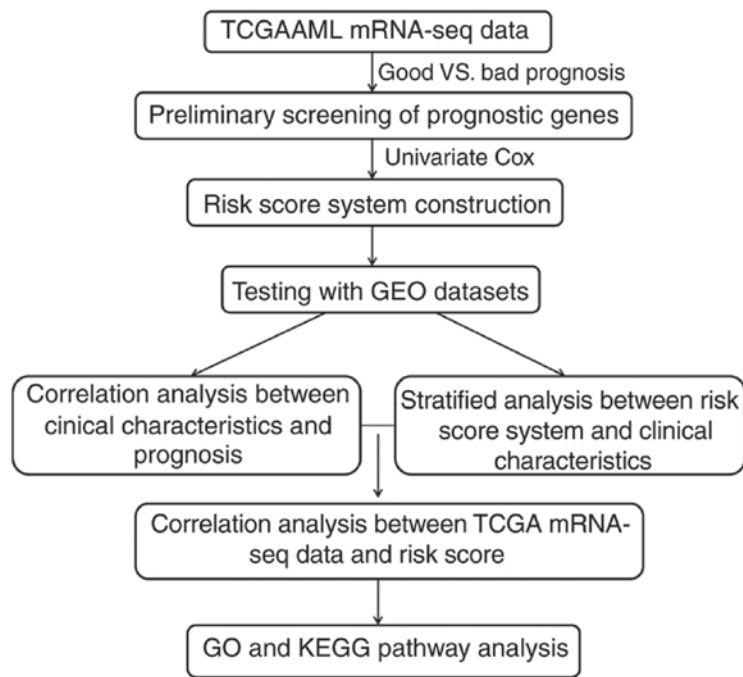 TCGAAML mRNA-seq data
Good VS. bad prognosis
Preliminary screening of prognostic genes
Univariate Cox
Risk score system construction
Testing with GEO datasets
Correlation analysis between
cinical characteristics and
prognosis
Stratified analysis between risk
score system and clinical
characteristics
Correlation analysis between TCGA mRNA-
seq data and risk score
GO and KEGG pathway analysis